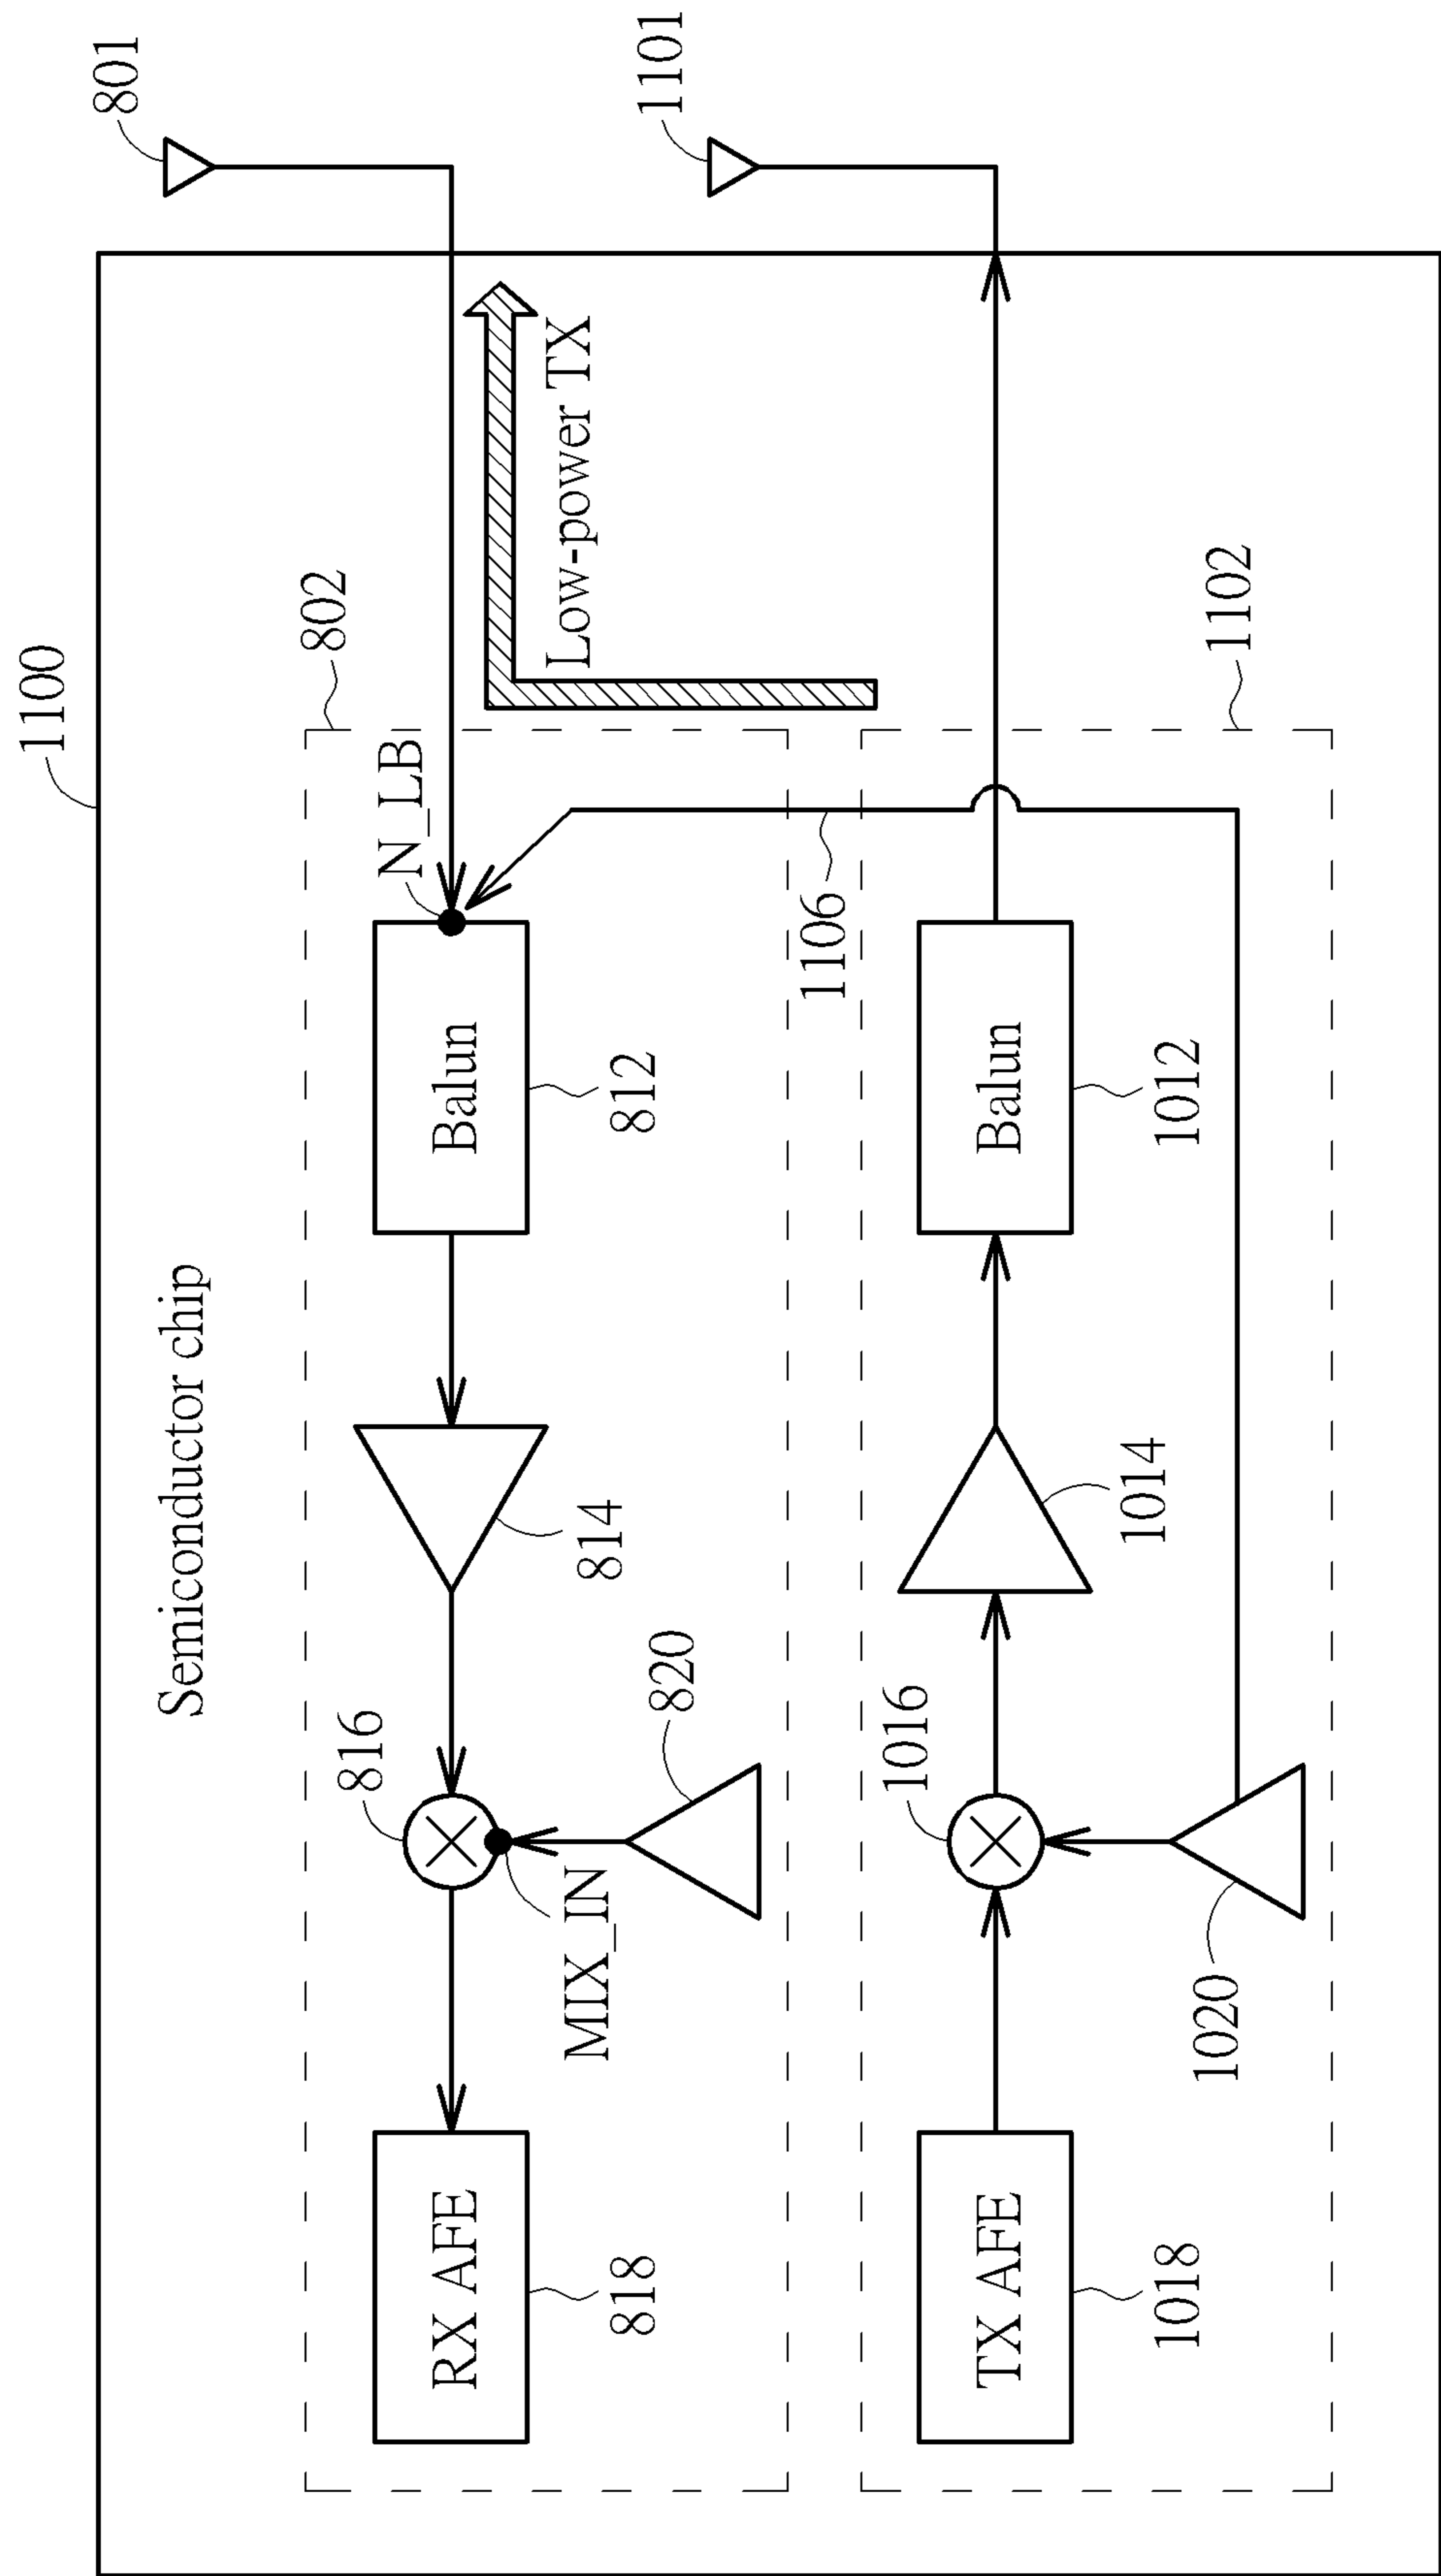 1100
Semiconductor chip
801
802
816
N_LB
RX AFE
Balun
818
814
812
MIX_IN
820
Low-power TX
1101
1106
1016
TX AFE
Balun
1018
1014
1012
1020
1102